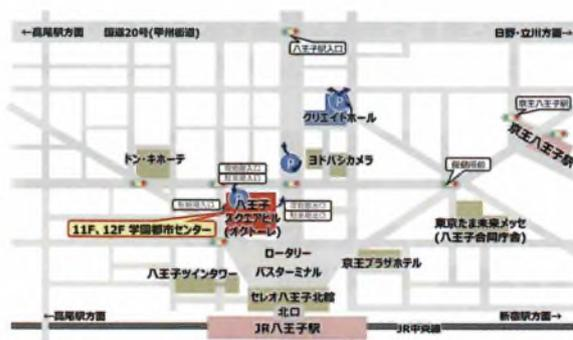 ←高尾駅方面
国道20号(甲州街道)
日野・立川方面→
八王子駅入口
京王八王子駅
P
クリエイトホール
京王八王子駅
ドン・キホーテ
P
ヨドバシカメラ
保健所前
P
八王子
スクエアビル
(オクトーレ)
11F、12F 学園都市センター
東京たま未来メッセ
(八王子合同庁舎)
ロータリー
バスターミナル
京王プラザホテル
八王子ツインタワー
セレオ八王子北館
北口
←高尾駅方面
JR八王子駅
JR中央線
新宿駅方面→